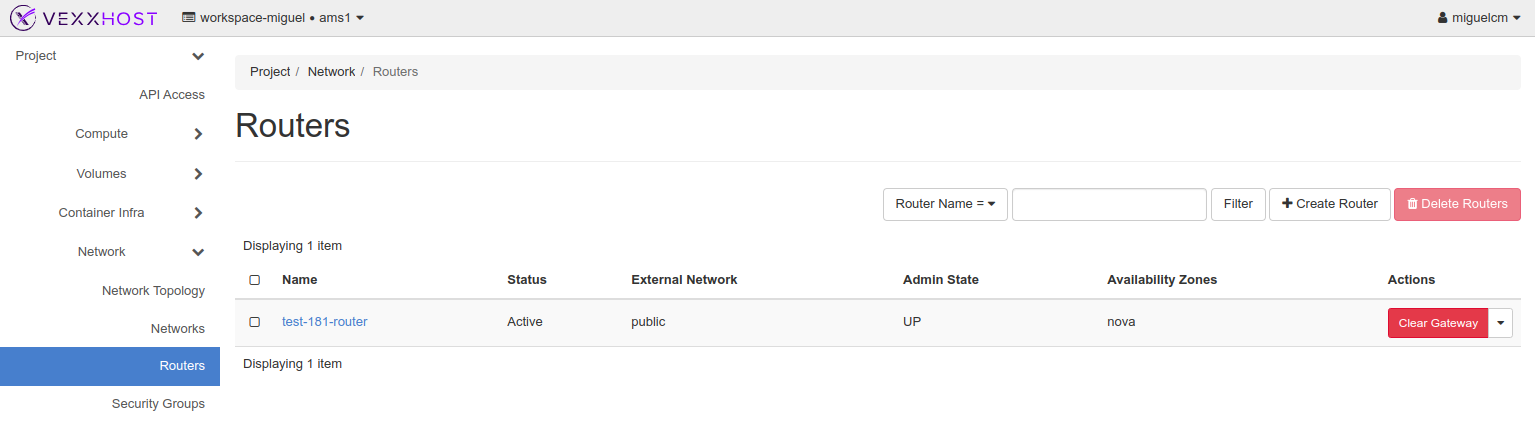 VEXXHOST workspace-miguel • ams1 miguelcm
Project
API Access
Compute
Volumes
Container Infra
Network
Network Topology
Networks
Routers
Security Groups
Project / Network / Routers
Routers
Router Name = Filter Create Router Delete Routers
Displaying 1 item
Name Status External Network Admin State Availability Zones Actions
test-181-router Active public UP nova Clear Gateway
Displaying 1 item